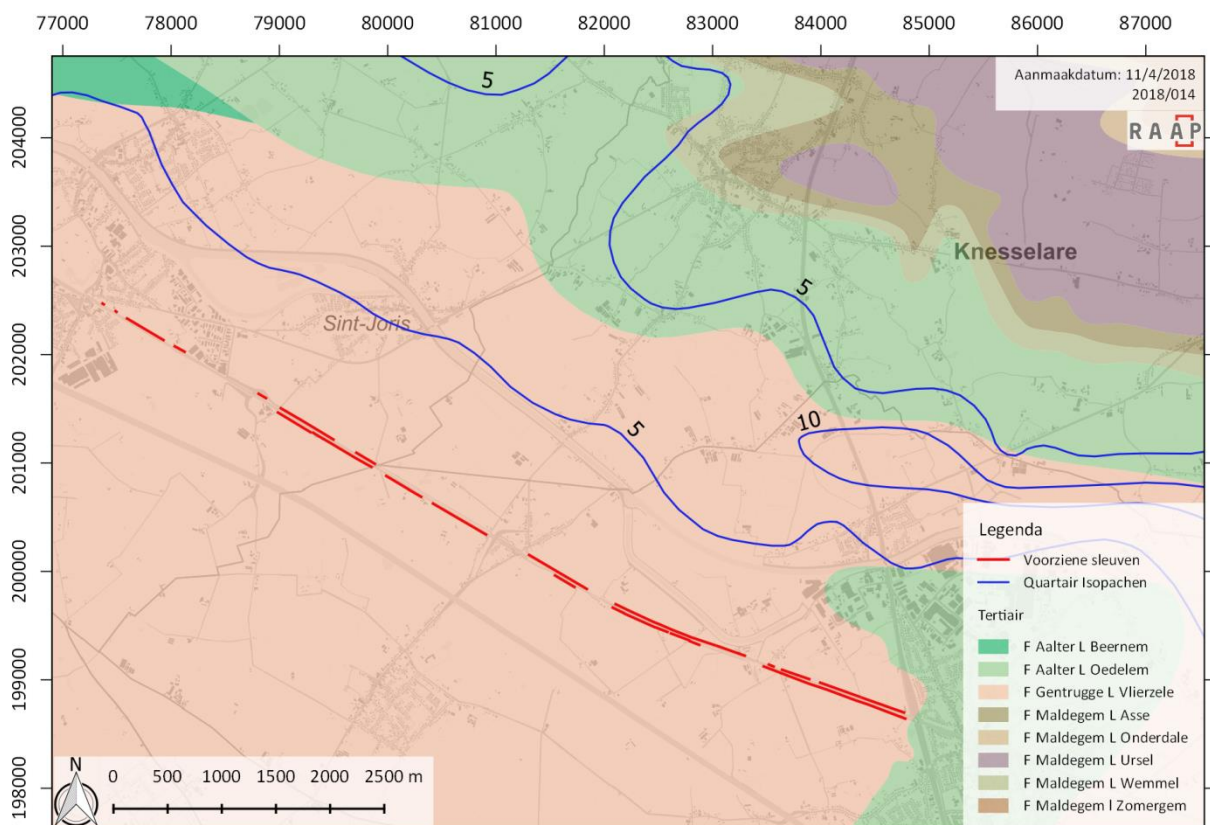 77000 78000 79000 80000 81000 82000 83000 84000 85000 86000 87000
Aanmaakdatum: 11/4/2018
2018/014
RAAP
204000
203000
202000
201000
200000
199000
198000
5
5
5
10
Knesselare
Sint-Joris
Legenda
Voorziene sleuven
Quartair Isopachen
Tertiair
F Aalter L Beernem
F Aalter L Oedelem
F Gentrugge L Vlierzele
F Maldegem L Asse
F Maldegem L Onderdale
F Maldegem L Ursel
F Maldegem L Wemmel
F Maldegem l Zomergem
N
0 500 1000 1500 2000 2500 m